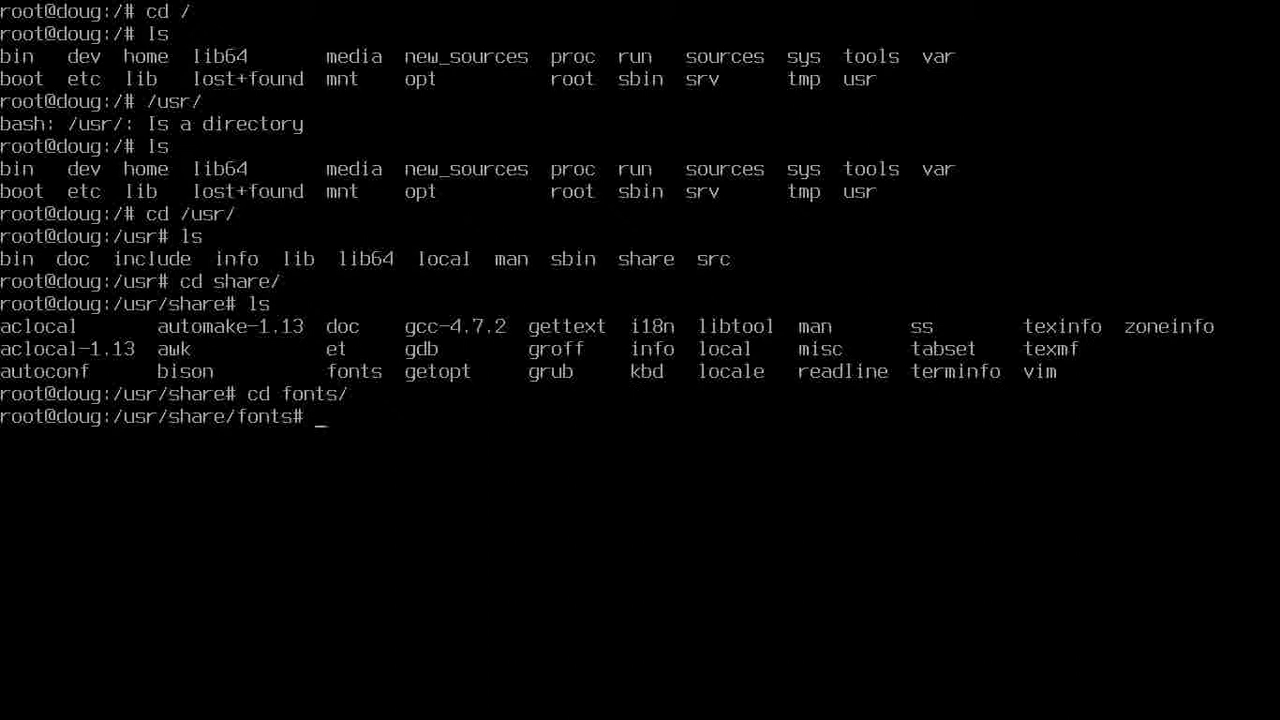 root@doug:/# cd /
root@doug:/# ls
bin   dev  home  lib64       media  new_sources  proc  run   sources  sys  tools  var
boot  etc  lib   lost+found  mnt    opt          root  sbin  srv      tmp  usr
root@doug:/# /usr/
bash: /usr/: Is a directory
root@doug:/# ls
bin   dev  home  lib64       media  new_sources  proc  run   sources  sys  tools  var
boot  etc  lib   lost+found  mnt    opt          root  sbin  srv      tmp  usr
root@doug:/# cd /usr/
root@doug:/usr# ls
bin  doc  include  info  lib  lib64  local  man  sbin  share  src
root@doug:/usr# cd share/
root@doug:/usr/share# ls
aclocal       automake-1.13  doc    gcc-4.7.2  gettext  i18n  libtool  man       ss        texinfo  zoneinfo
aclocal-1.13  awk            et     gdb        groff    info  local    misc      tabset    texmf
autoconf      bison          fonts  getopt     grub     kbd   locale   readline  terminfo  vim
root@doug:/usr/share# cd fonts/
root@doug:/usr/share/fonts# _